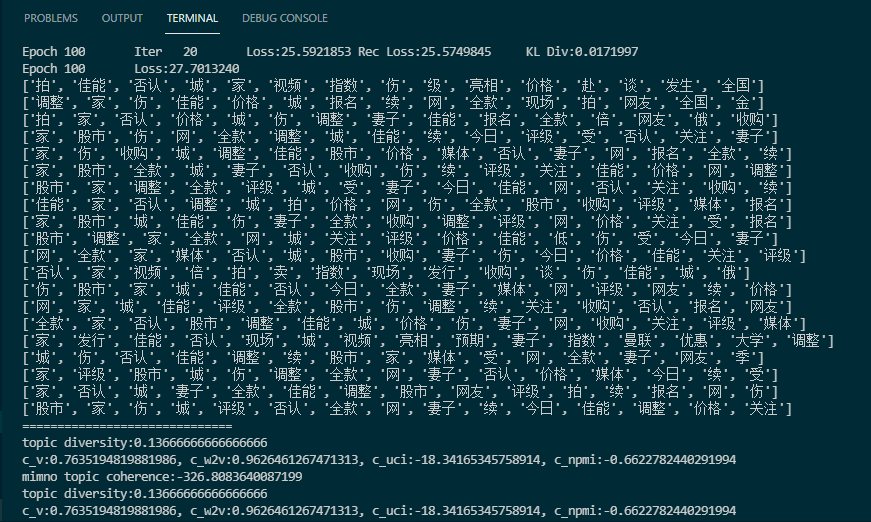 PROBLEMS OUTPUT TERMINAL DEBUG CONSOLE
Epoch 100 Iter 20 Loss:25.5921853 Rec Loss:25.5749845 KL Div:0.0171997
Epoch 100 Loss:27.7013240
['拍', '佳能', '否认', '城', '家', '视频', '指数', '伤', '级', '亮相', '价格', '赴', '谈', '发生', '全国']
['调整', '家', '伤', '佳能', '价格', '城', '报名', '续', '网', '全款', '现场', '拍', '网友', '全国', '金']
['拍', '家', '否认', '价格', '城', '伤', '调整', '妻子', '佳能', '报名', '全款', '倍', '网友', '俄', '收购']
['家', '股市', '伤', '网', '全款', '调整', '城', '佳能', '续', '今日', '评级', '受', '否认', '关注', '妻子']
['家', '伤', '收购', '城', '调整', '佳能', '股市', '价格', '媒体', '否认', '妻子', '网', '报名', '全款', '续']
['家', '股市', '全款', '城', '妻子', '否认', '收购', '伤', '续', '评级', '关注', '佳能', '价格', '网', '调整']
['股市', '家', '调整', '全款', '评级', '城', '受', '妻子', '今日', '佳能', '网', '否认', '关注', '收购', '续']
['佳能', '家', '否认', '调整', '城', '拍', '价格', '网', '伤', '全款', '股市', '收购', '评级', '媒体', '报名']
['家', '股市', '城', '佳能', '伤', '妻子', '全款', '收购', '调整', '评级', '网', '价格', '关注', '受', '报名']
['股市', '调整', '家', '全款', '网', '城', '关注', '评级', '价格', '佳能', '低', '伤', '受', '今日', '妻子']
['网', '全款', '家', '媒体', '否认', '城', '股市', '收购', '妻子', '伤', '今日', '价格', '佳能', '关注', '评级']
['否认', '家', '视频', '倍', '拍', '卖', '指数', '现场', '发行', '收购', '谈', '伤', '佳能', '城', '俄']
['伤', '股市', '家', '城', '佳能', '否认', '今日', '全款', '妻子', '媒体', '网', '评级', '网友', '续', '价格']
['网', '家', '城', '佳能', '评级', '全款', '股市', '伤', '调整', '续', '关注', '收购', '否认', '报名', '网友']
['全款', '家', '否认', '股市', '调整', '佳能', '城', '价格', '伤', '妻子', '网', '收购', '关注', '评级', '媒体']
['家', '发行', '佳能', '否认', '现场', '城', '视频', '亮相', '预期', '妻子', '指数', '曼联', '优惠', '大学', '调整']
['城', '伤', '否认', '佳能', '调整', '续', '股市', '家', '媒体', '受', '网', '全款', '妻子', '网友', '季']
['家', '评级', '股市', '城', '伤', '调整', '全款', '网', '妻子', '否认', '价格', '媒体', '今日', '续', '受']
['家', '否认', '城', '妻子', '全款', '佳能', '调整', '股市', '网友', '评级', '拍', '续', '报名', '网', '伤']
['股市', '家', '伤', '城', '评级', '否认', '全款', '网', '妻子', '续', '今日', '佳能', '调整', '价格', '关注']
==============================
topic diversity:0.13666666666666666
c_v:0.7635194819881986, c_w2v:0.9626461267471313, c_uci:-18.34165345758914, c_npmi:-0.6622782440291994
mimno topic coherence:-326.8083640087199
topic diversity:0.13666666666666666
c_v:0.7635194819881986, c_w2v:0.9626461267471313, c_uci:-18.34165345758914, c_npmi:-0.6622782440291994